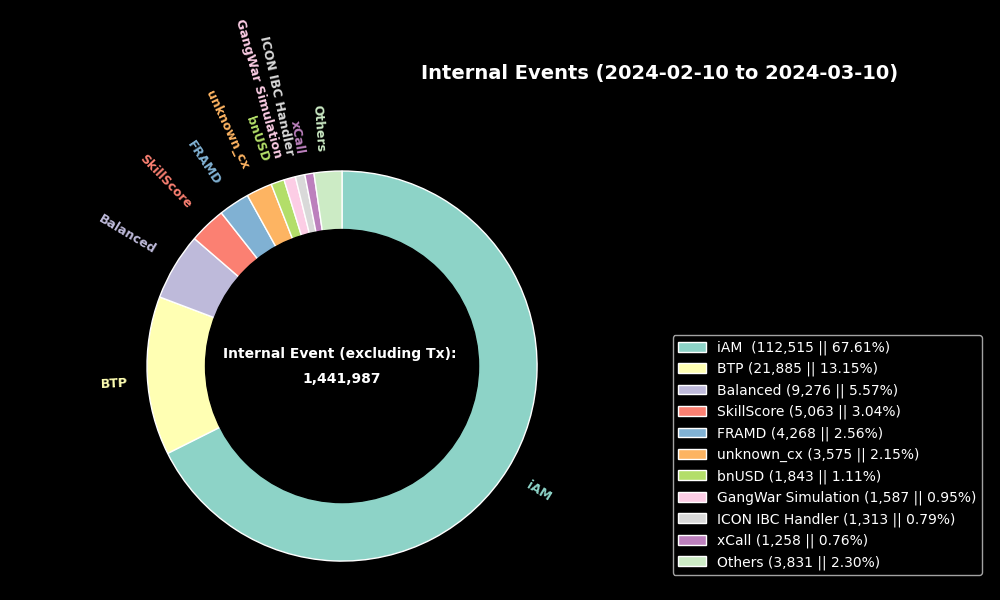 Internal Events (2024-02-10 to 2024-03-10)
Others
xCall
ICON IBC Handler
GangWar Simulation
bnUSD
unknown_cx
FRAMD
SkillScore
Balanced
BTP
iAM
Internal Event (excluding Tx):
1,441,987
iAM  (112,515 || 67.61%)
BTP (21,885 || 13.15%)
Balanced (9,276 || 5.57%)
SkillScore (5,063 || 3.04%)
FRAMD (4,268 || 2.56%)
unknown_cx (3,575 || 2.15%)
bnUSD (1,843 || 1.11%)
GangWar Simulation (1,587 || 0.95%)
ICON IBC Handler (1,313 || 0.79%)
xCall (1,258 || 0.76%)
Others (3,831 || 2.30%)